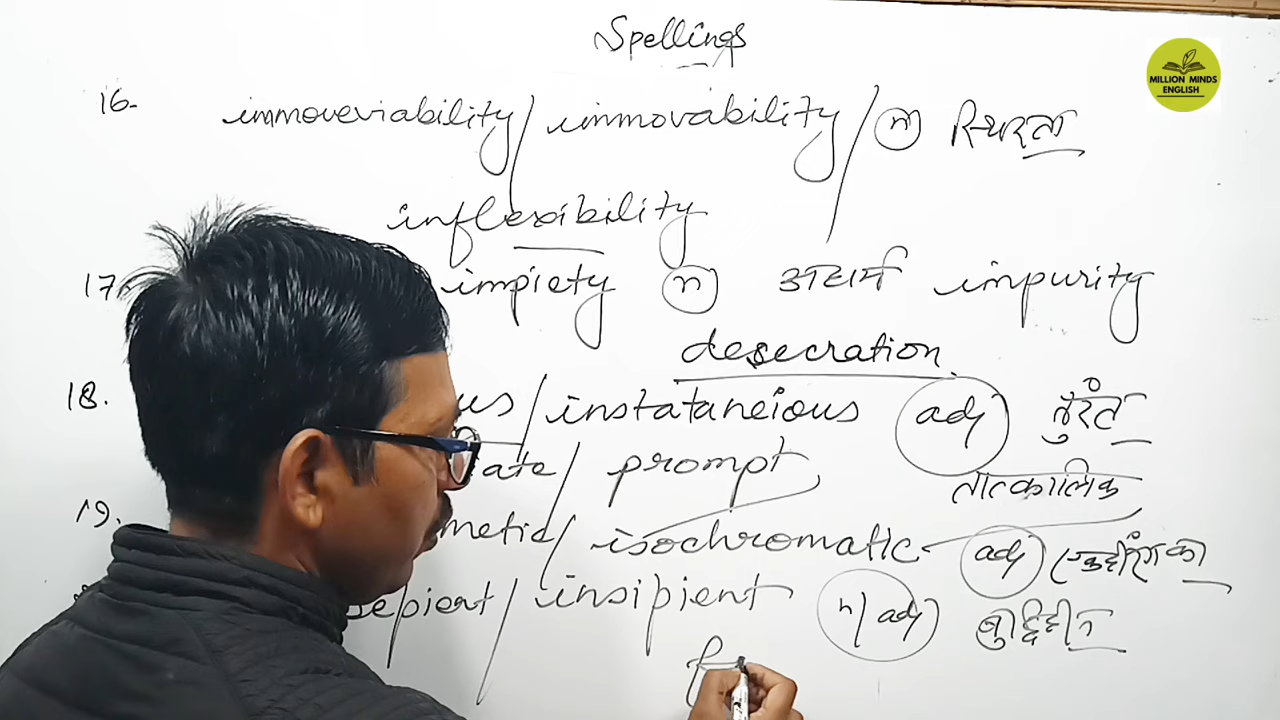 Spellings
MILLION MINDS
ENGLISH
16- immoveviability / immovability / (n) स्थिरता
inflexibility
17. impiety (n) अधर्म impurity
desecration
18. us / instataneious (adj) तुरंत
ate / prompt तात्कालिक
19. metic / isochromatic (adj) एकहीरंग का
sepient / insipient n/adj बुद्धिहीन
f